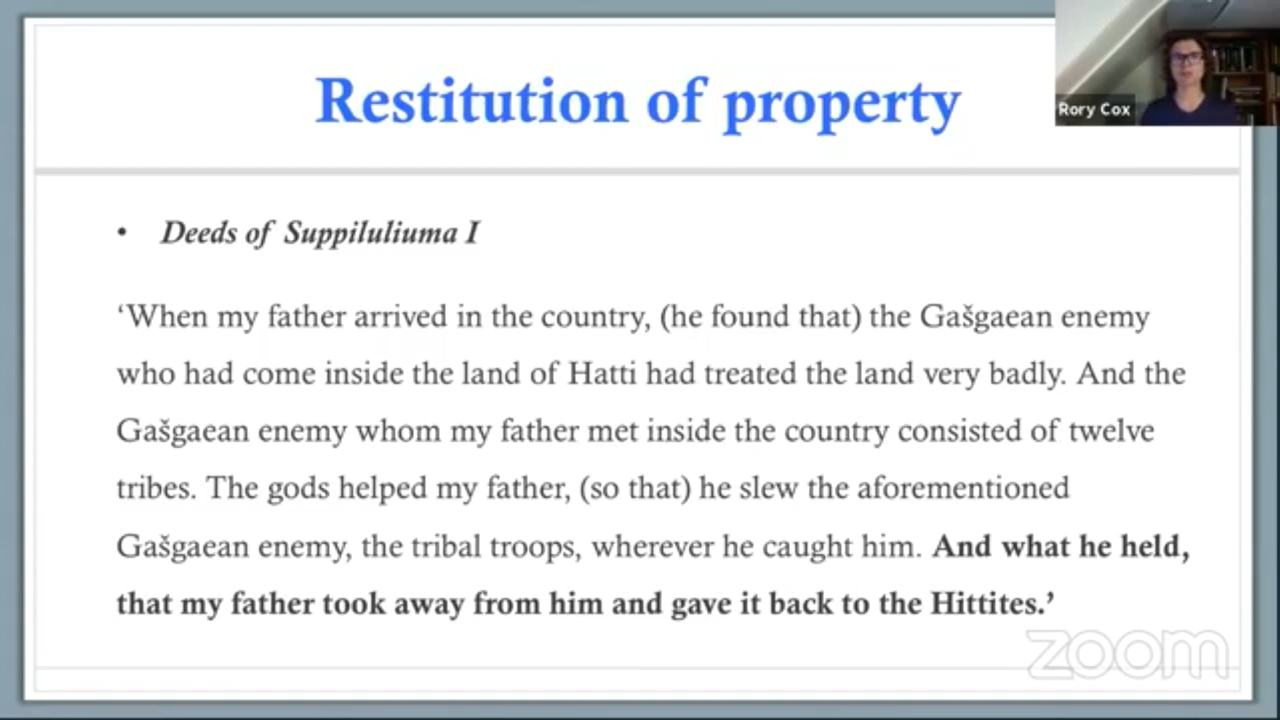 Restitution of property
Rory Cox
• Deeds of Suppiluliuma I
‘When my father arrived in the country, (he found that) the Gašgaean enemy
who had come inside the land of Hatti had treated the land very badly. And the
Gašgaean enemy whom my father met inside the country consisted of twelve
tribes. The gods helped my father, (so that) he slew the aforementioned
Gašgaean enemy, the tribal troops, wherever he caught him. And what he held,
that my father took away from him and gave it back to the Hittites.’
zoom